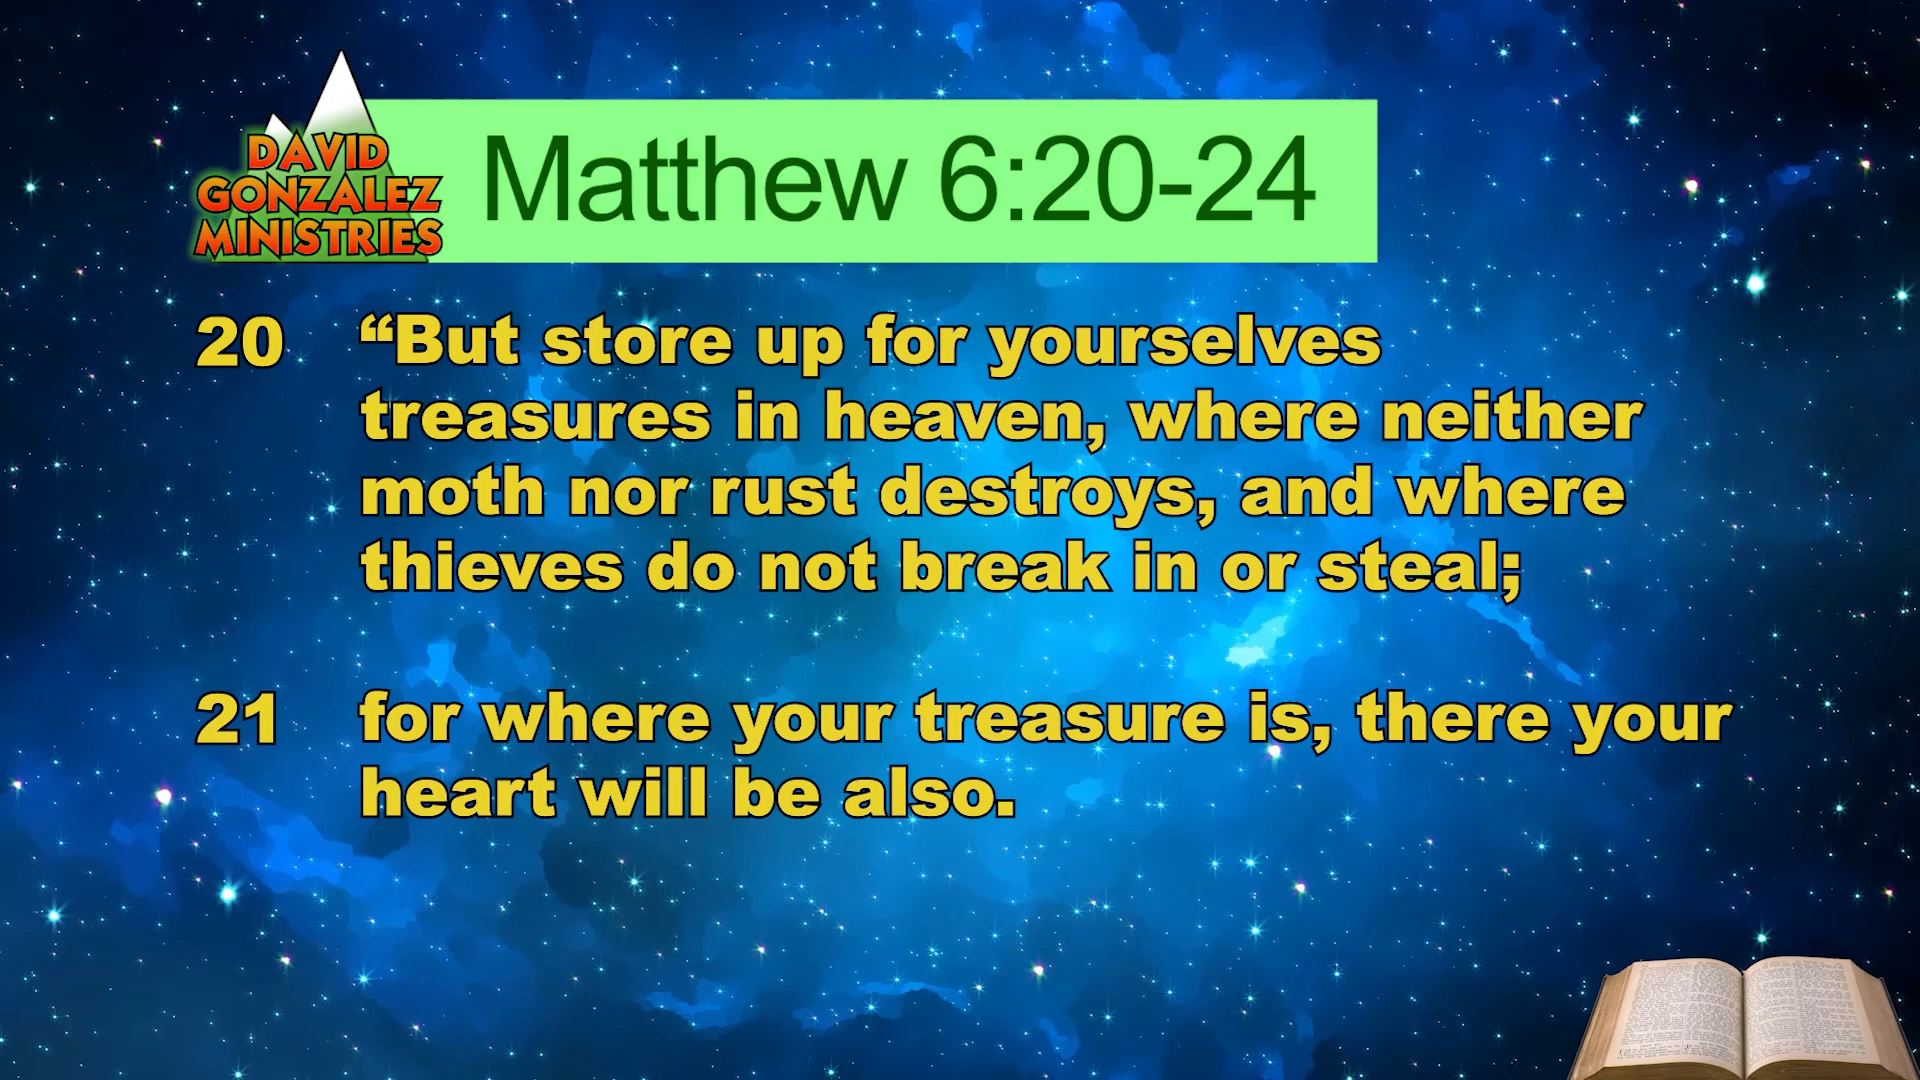 DAVID
GONZALEZ
MINISTRIES
Matthew 6:20-24
20 “But store up for yourselves
treasures in heaven, where neither
moth nor rust destroys, and where
thieves do not break in or steal;
21 for where your treasure is, there your
heart will be also.